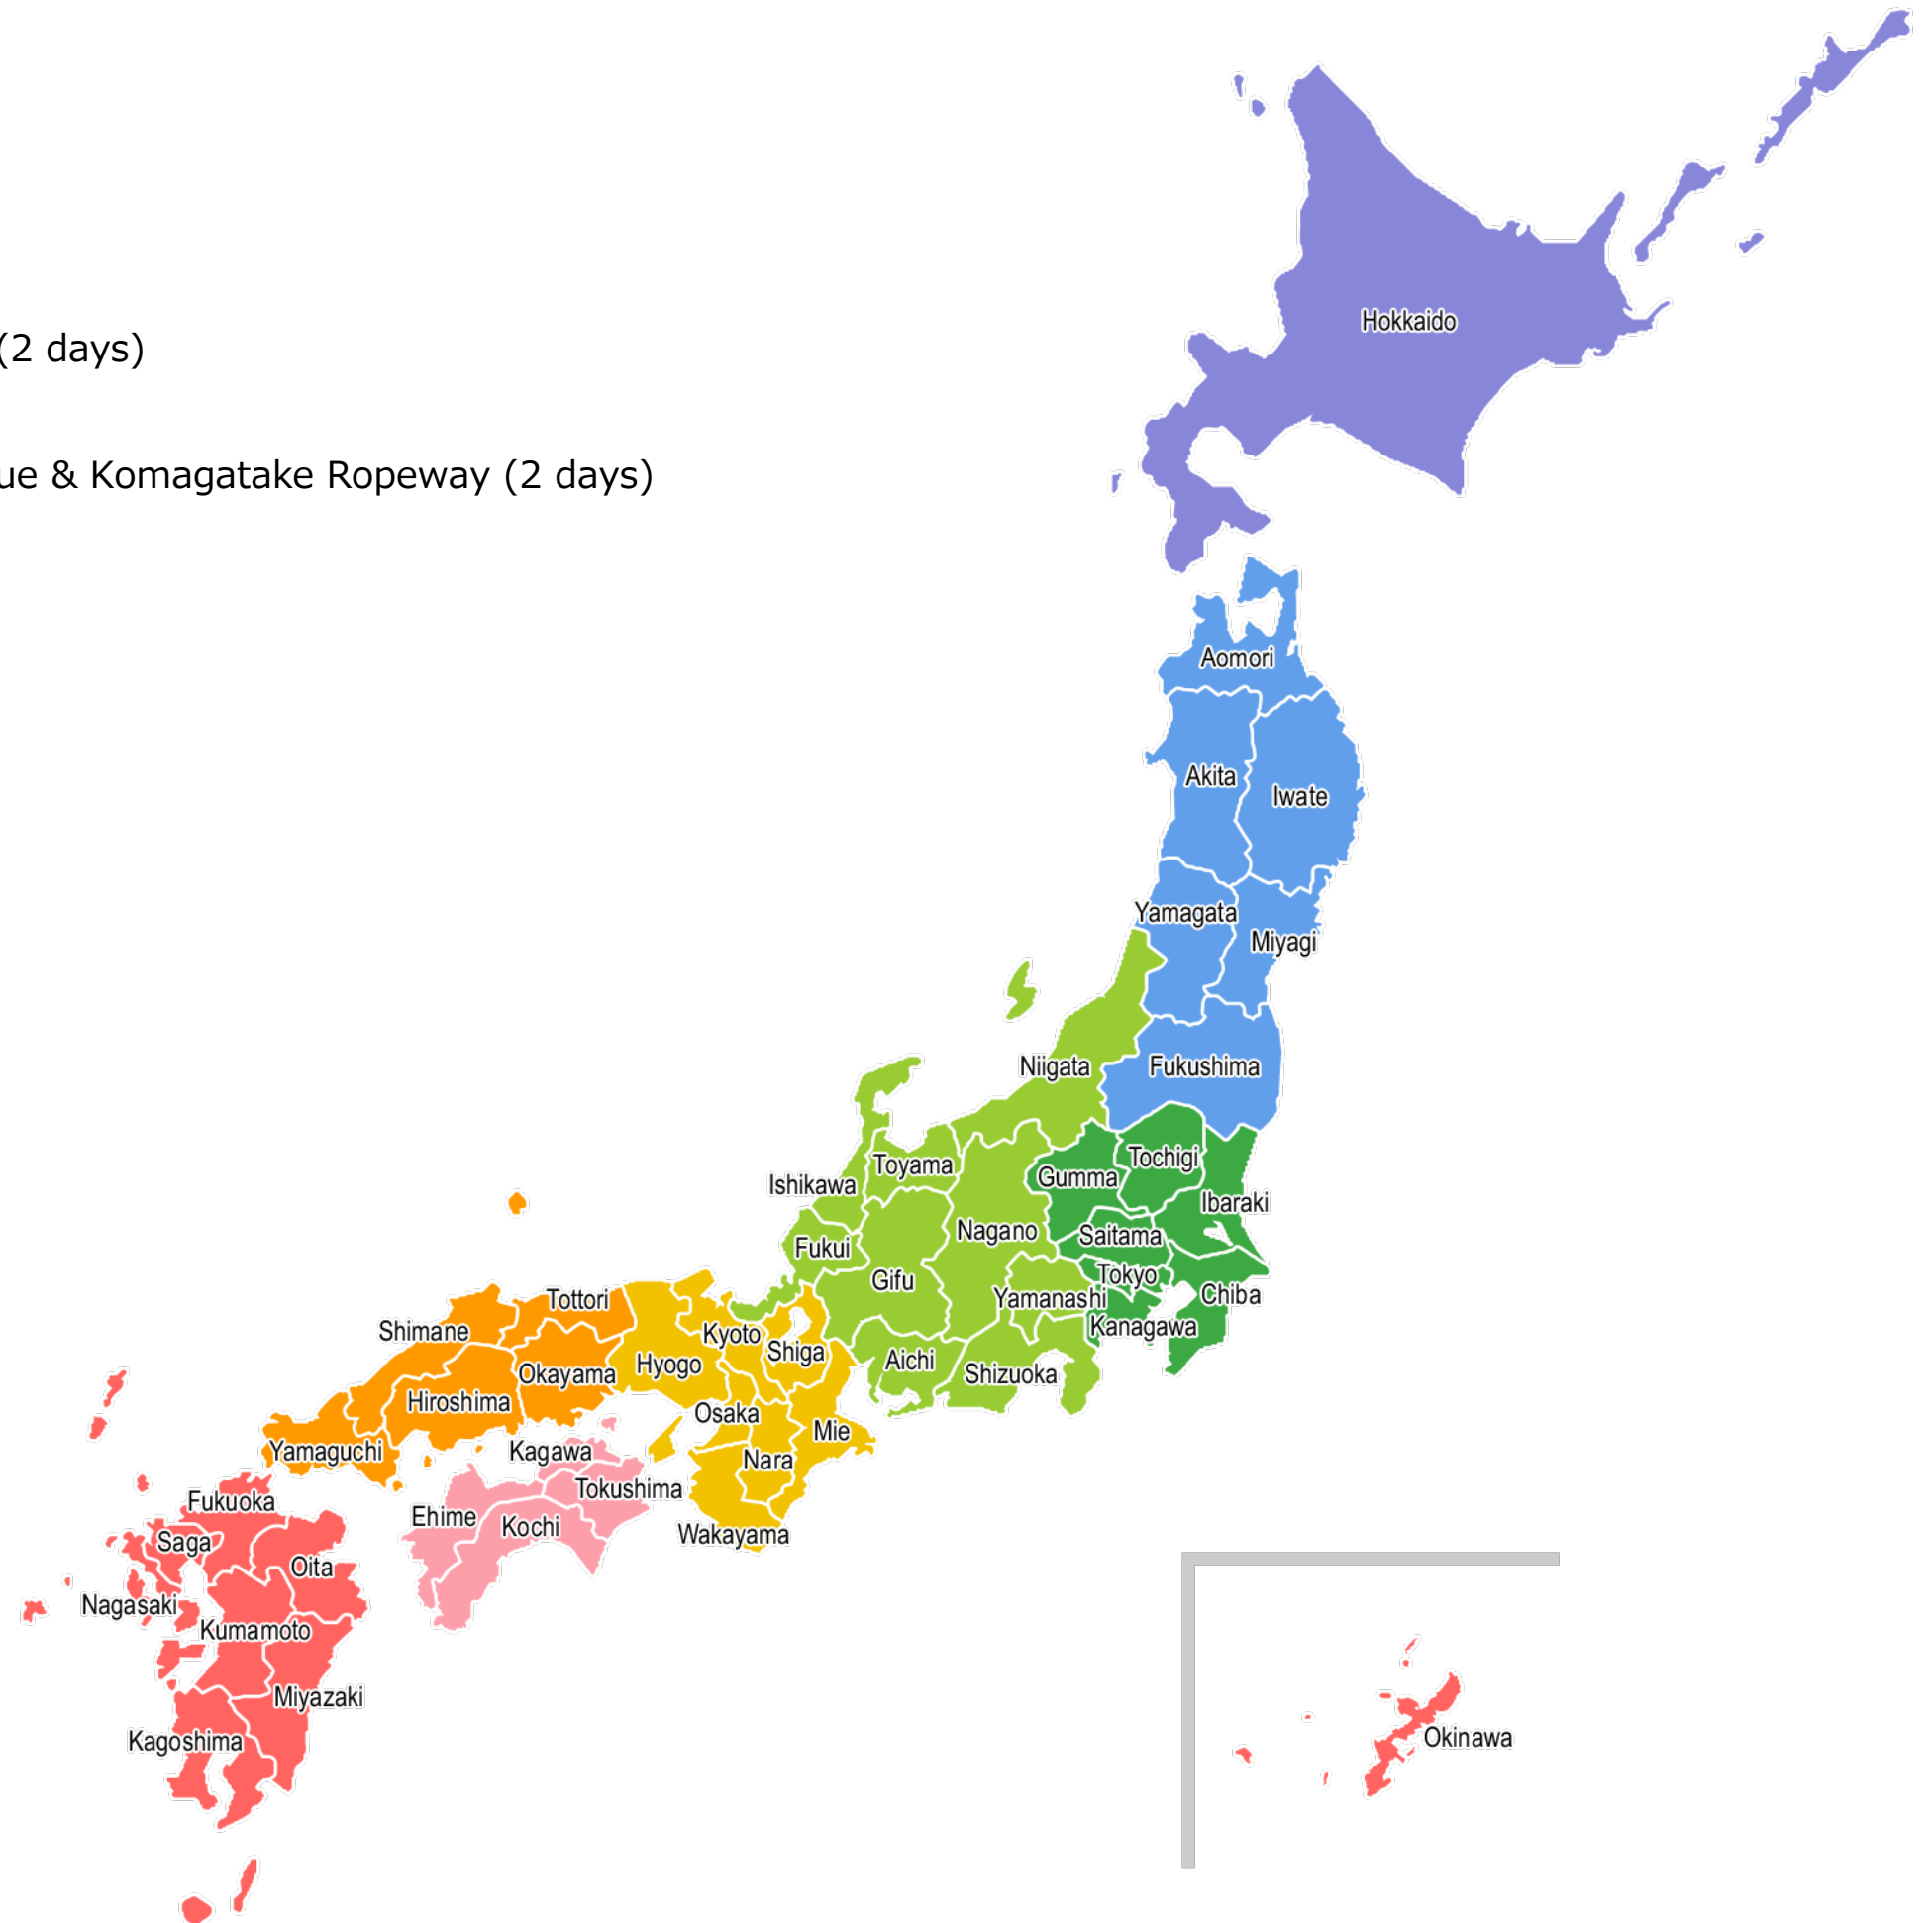 Hokkaido
(2 days)
ue & Komagatake Ropeway (2 days)
Aomori
Akita
Iwate
Yamagata
Miyagi
Niigata
Fukushima
Toyama
Gumma
Tochigi
Ishikawa
Ibaraki
Nagano
Saitama
Fukui
Gifu
Tokyo
Chiba
Yamanashi
Kanagawa
Tottori
Shimane
Kyoto
Shiga
Hyogo
Aichi
Shizuoka
Okayama
Hiroshima
Osaka
Mie
Yamaguchi
Kagawa
Nara
Tokushima
Fukuoka
Ehime
Kochi
Wakayama
Saga
Oita
Nagasaki
Kumamoto
Miyazaki
Kagoshima
Okinawa